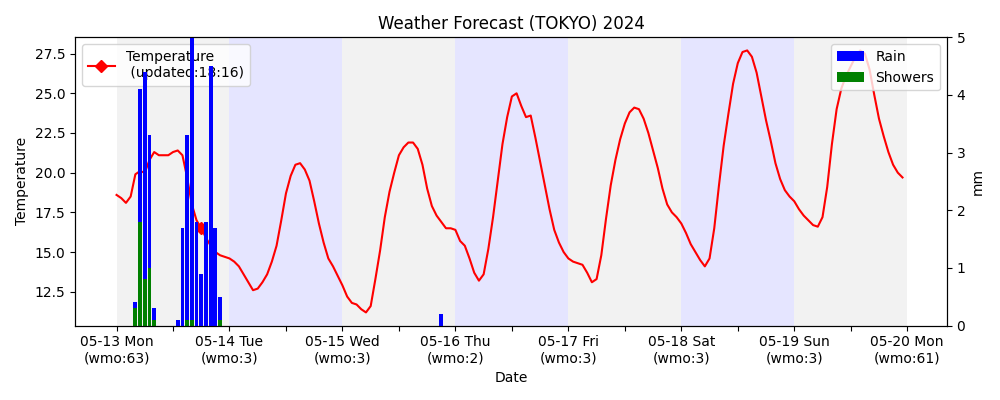 Weather Forecast (TOKYO) 2024
Temperature
(updated:18:16)
Rain
Showers
Temperature
27.5
25.0
22.5
20.0
17.5
15.0
12.5
5
4
3
2
1
0
mm
05-13 Mon
(wmo:63)
05-14 Tue
(wmo:3)
05-15 Wed
(wmo:3)
05-16 Thu
(wmo:2)
05-17 Fri
(wmo:3)
05-18 Sat
(wmo:3)
05-19 Sun
(wmo:3)
05-20 Mon
(wmo:61)
Date